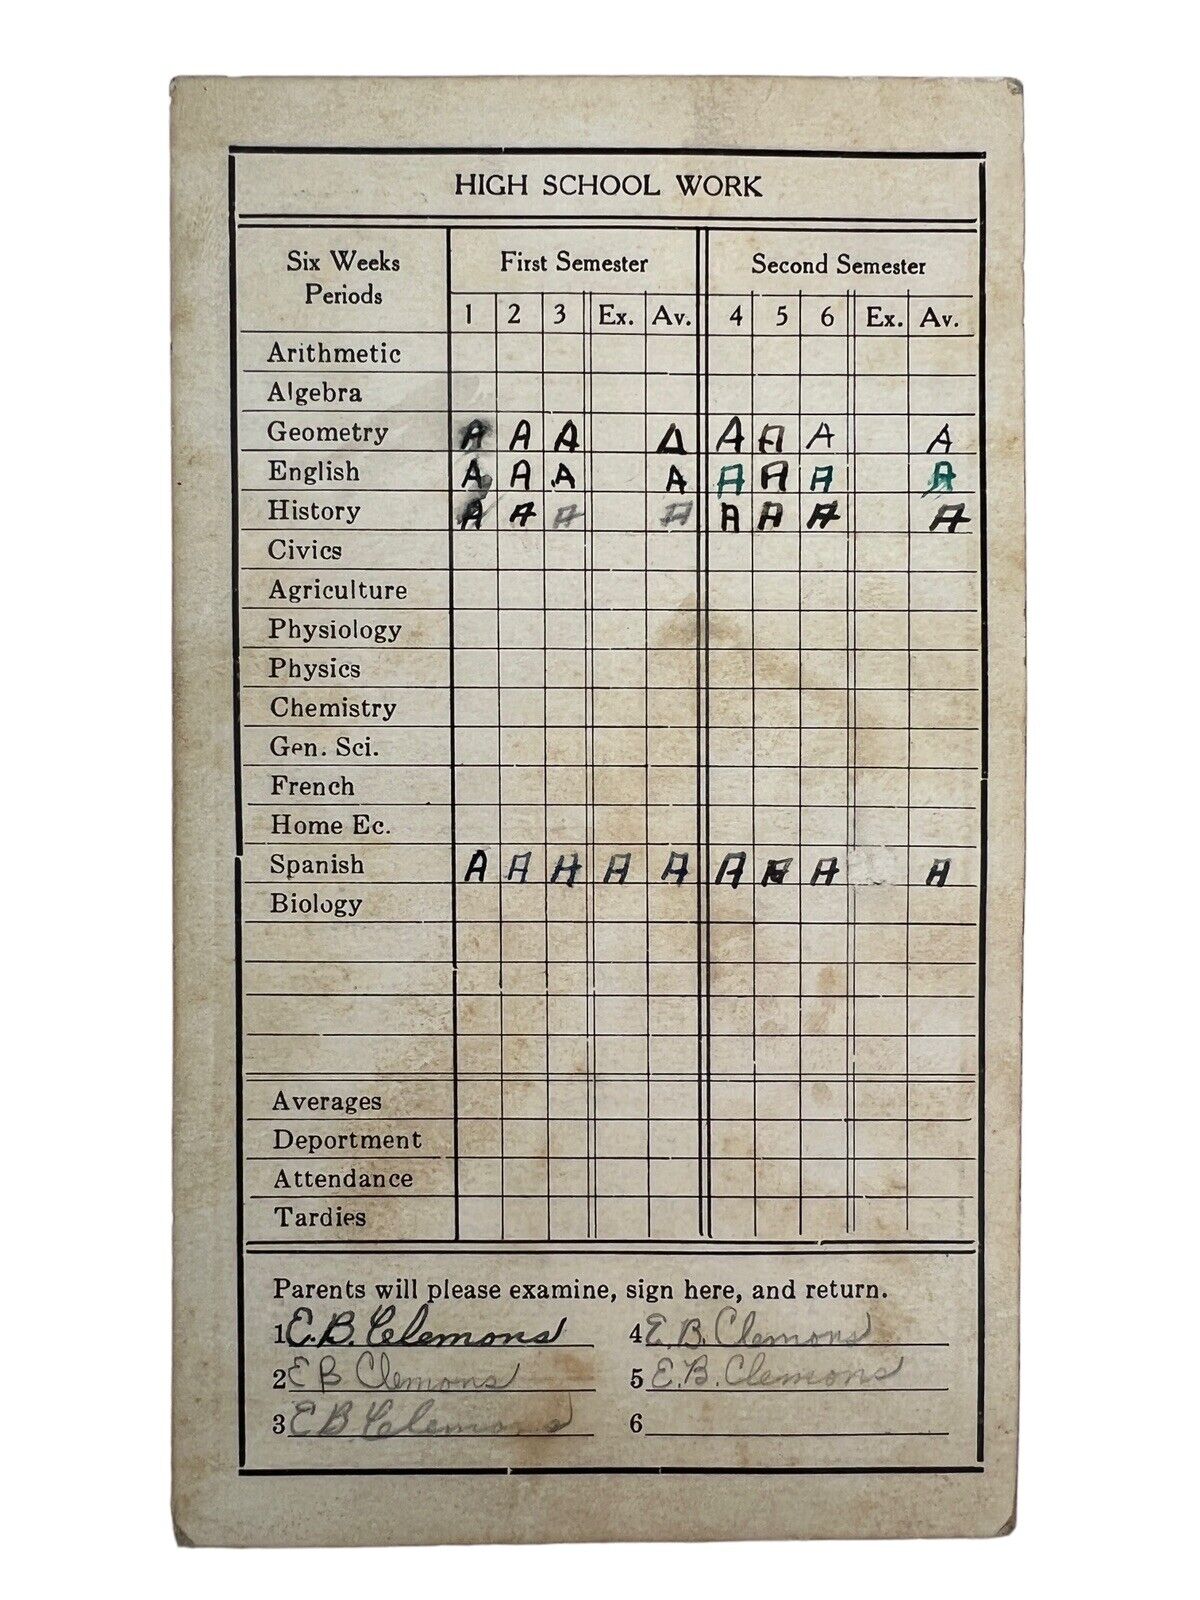 HIGH SCHOOL WORK
Six Weeks Periods First Semester Second Semester
1 2 3 Ex. Av. 4 5 6 Ex. Av.
Arithmetic
Algebra
Geometry A A A A A A A A
English A A A A A A A A
History A A A A A A A A
Civics
Agriculture
Physiology
Physics
Chemistry
Gen. Sci.
French
Home Ec.
Spanish A A A A A A A A A
Biology
Averages
Deportment
Attendance
Tardies
Parents will please examine, sign here, and return.
1 E.B. Clemons 4 E.B. Clemons
2 E B Clemons 5 E.B. Clemons
3 E B Clemons 6